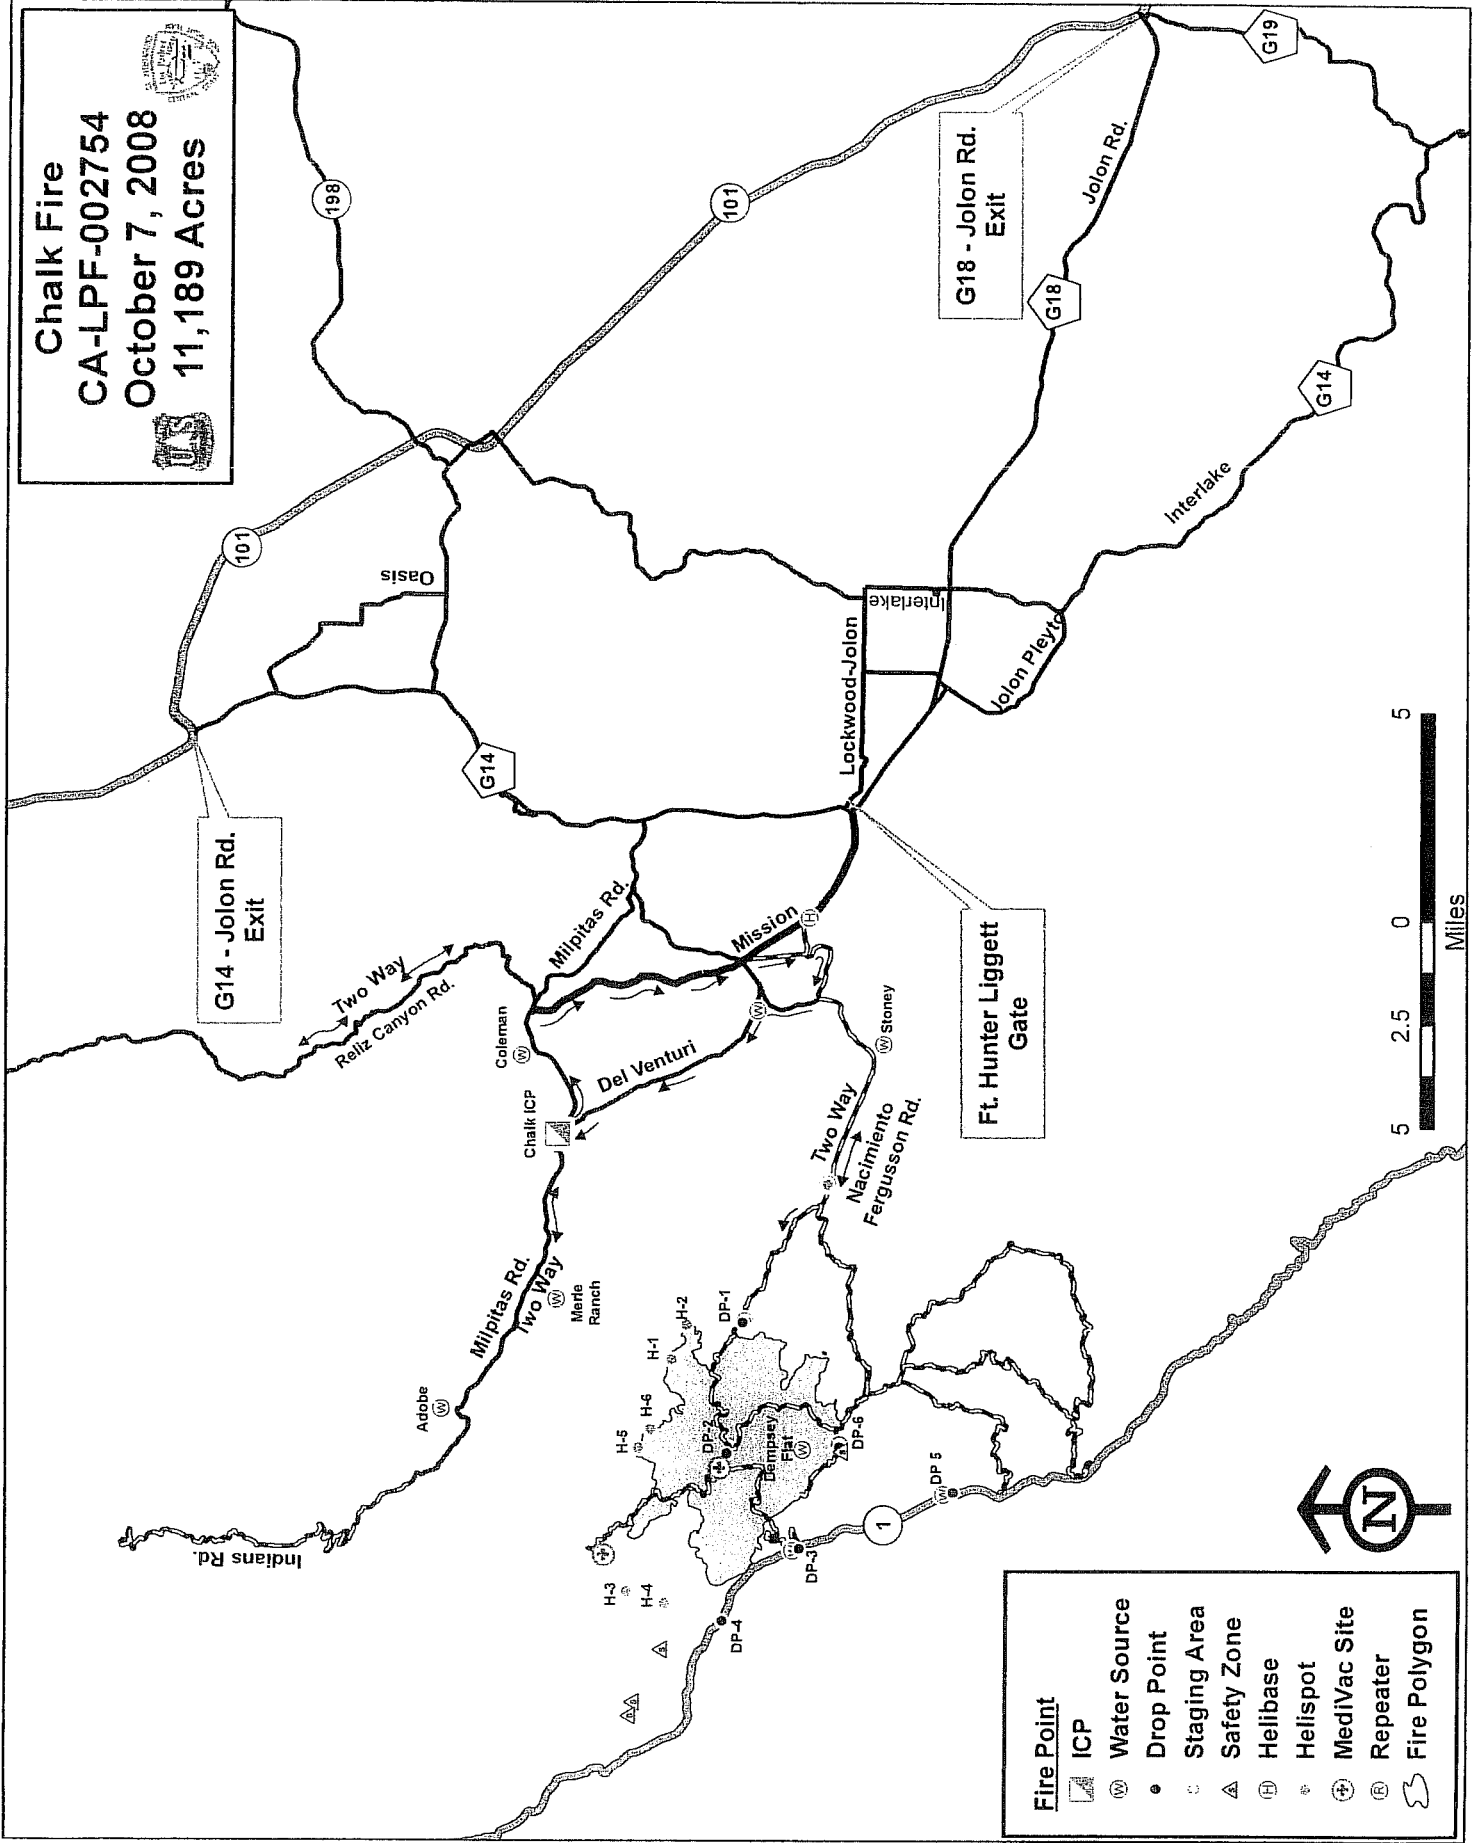 Chalk Fire
CA-LPF-002754
October 7, 2008
11,189 Acres
US
198
101
101
G19
G18 - Jolon Rd.
Exit
Jolon Rd.
G18
G14
Interlake
Oasis
G14
G14 - Jolon Rd.
Exit
Lockwood-Jolon
Interlake
Jolon Pleyto
Two Way
Reliz Canyon Rd.
Milpitas Rd.
Mission
H
Coleman
W
Chalk ICP
Del Venturi
W
W
Stoney
Ft. Hunter Liggett
Gate
Two Way
Nacimiento
Fergusson Rd.
Milpitas Rd.
Two Way
W
Merle
Ranch
Adobe
W
Indians Rd.
H-1
H-2
DP-1
H-5
H-6
DP-2
Dempsey
Flat
W
DP-6
H-3
H-4
DP-3
DP-4
DP 5
W
1
S
5
2.5
0
5
Miles
N
Fire Point
ICP
W Water Source
Drop Point
Staging Area
S Safety Zone
H Helibase
Helispot
MediVac Site
R Repeater
Fire Polygon